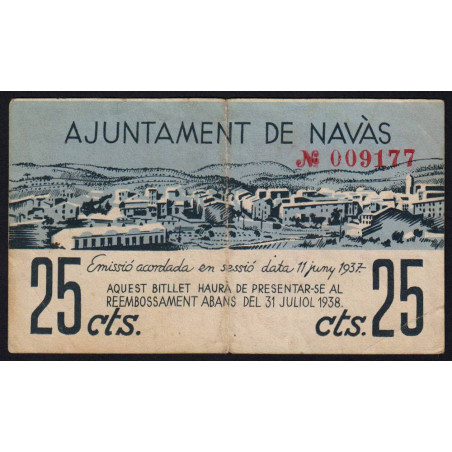 AJUNTAMENT DE NAVÀS
Nº 009177
Emissió acordada en sessió d'data 11 juny 1937-
AQUEST BITLLET HAURÀ DE PRESENTAR-SE AL
REEMBOSSAMENT ABANS DEL 31 JULIOL 1938.
25 cts.
cts. 25